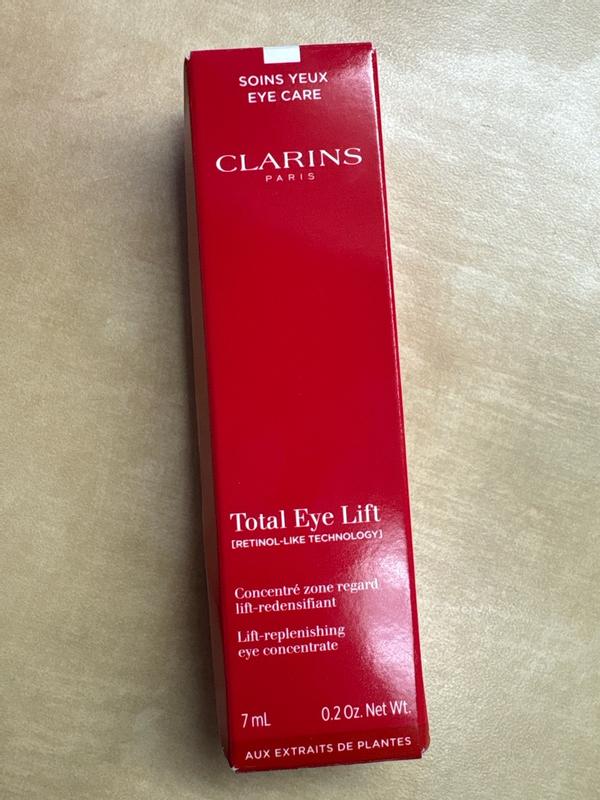 SOINS YEUX
EYE CARE
CLARINS
PARIS
Total Eye Lift
[RETINOL-LIKE TECHNOLOGY]
Concentré zone regard
lift-redensifiant
Lift-replenishing
eye concentrate
7 mL 0.2 Oz. Net Wt.
AUX EXTRAITS DE PLANTES